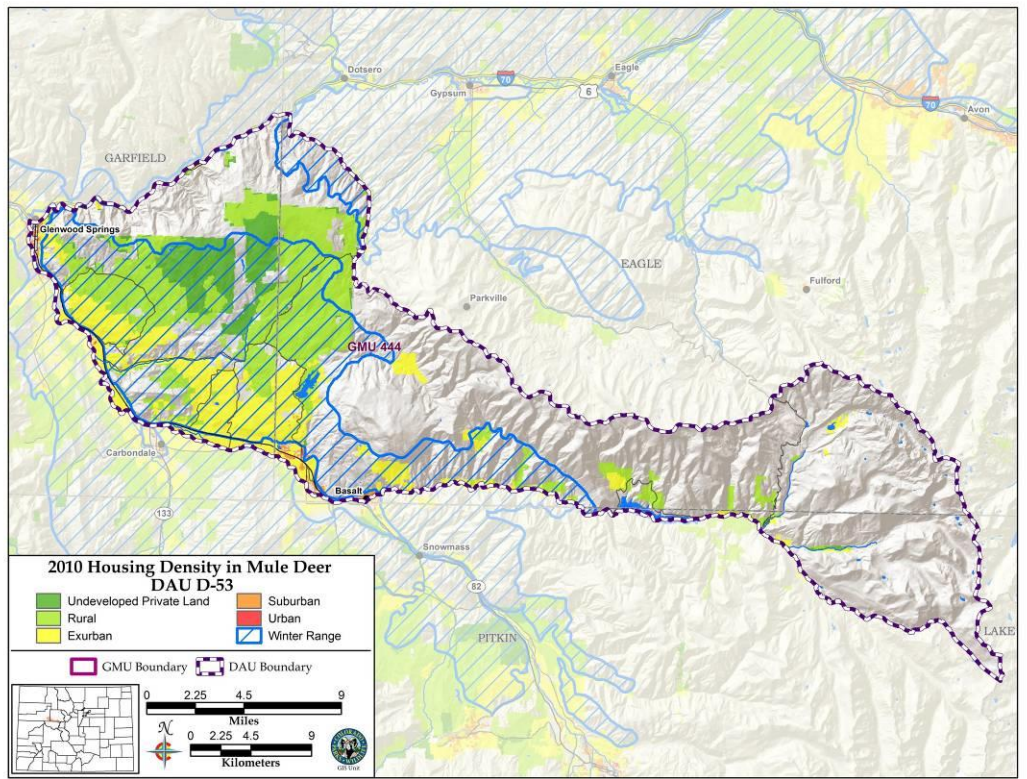 Dotsero
Eagle
Gypsum
70
6
70
Avon
GARFIELD
Glenwood Springs
EAGLE
Fulford
Parkville
GMU 444
Carbondale
Basalt
133
Snowmass
82
PITKIN
LAKE
2010 Housing Density in Mule Deer
DAU D-53
Undeveloped Private Land
Suburban
Rural
Urban
Exurban
Winter Range
GMU Boundary
DAU Boundary
0 2.25 4.5 9
Miles
N
0 2.25 4.5 9
Kilometers
GIS Unit